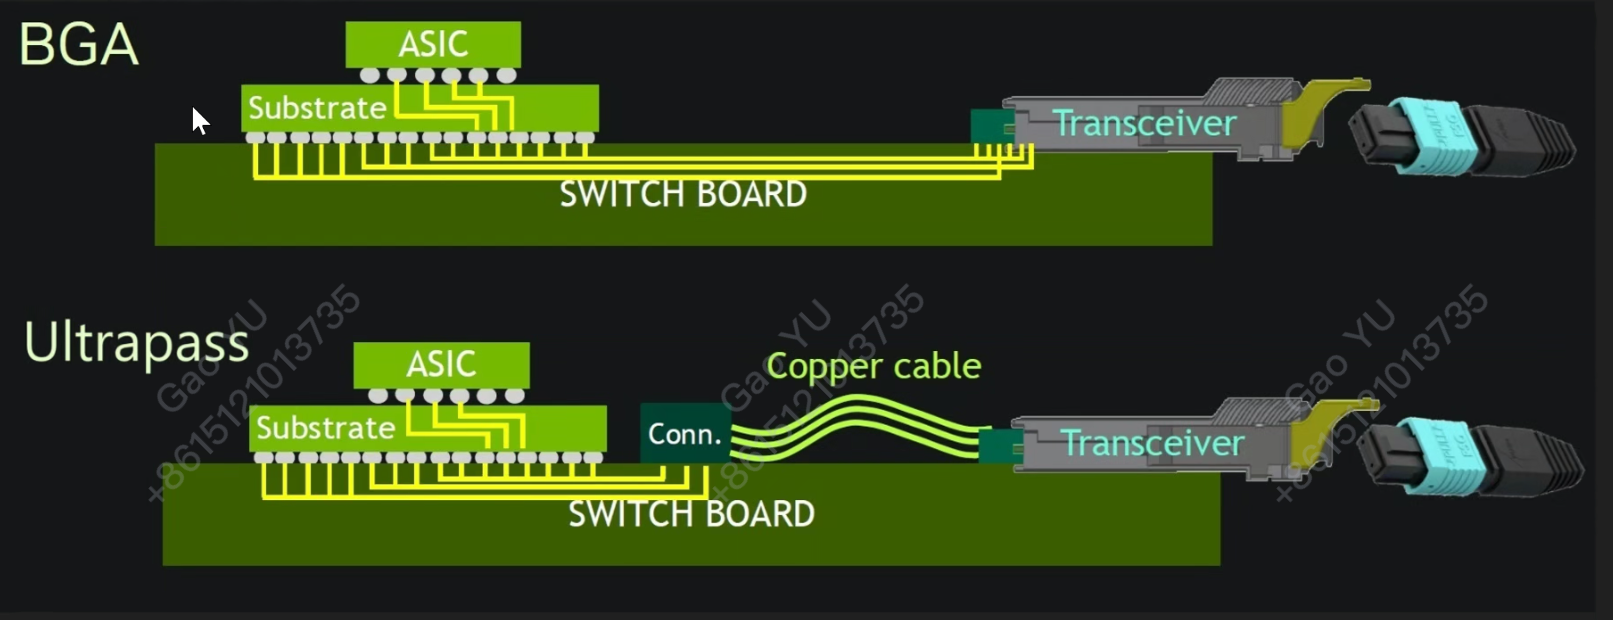 BGA
ASIC
Substrate
Transceiver
SWITCH BOARD
Ultrapass
ASIC
Copper cable
Substrate
Conn.
Transceiver
SWITCH BOARD
Gao YU
+8615121013735
Gao YU
+8615121013735
Gao YU
+8615121013735